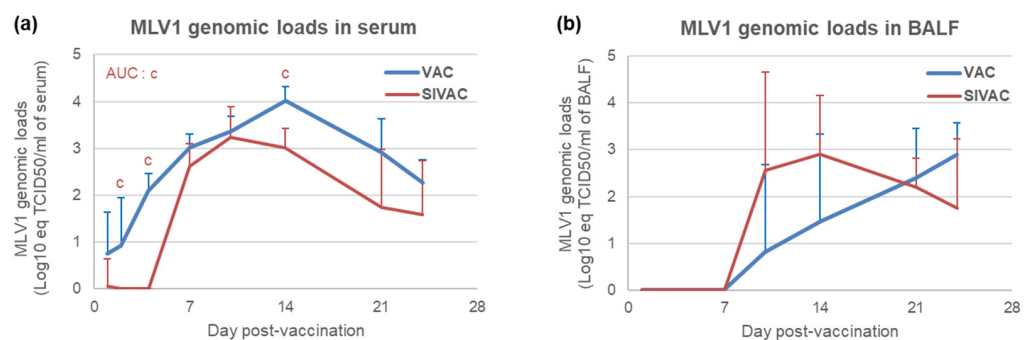 (a)
MLV1 genomic loads in serum
MLV1 genomic loads
(Log10 eq TCID50/ml of serum)
5
4
3
2
1
0
AUC : c
c
c
c
VAC
SIVAC
0
7
14
21
28
Day post-vaccination
(b)
MLV1 genomic loads in BALF
MLV1 genomic loads
(Log10 eq TCID50/ml of BALF)
5
4
3
2
1
0
VAC
SIVAC
0
7
14
21
28
Day post-vaccination